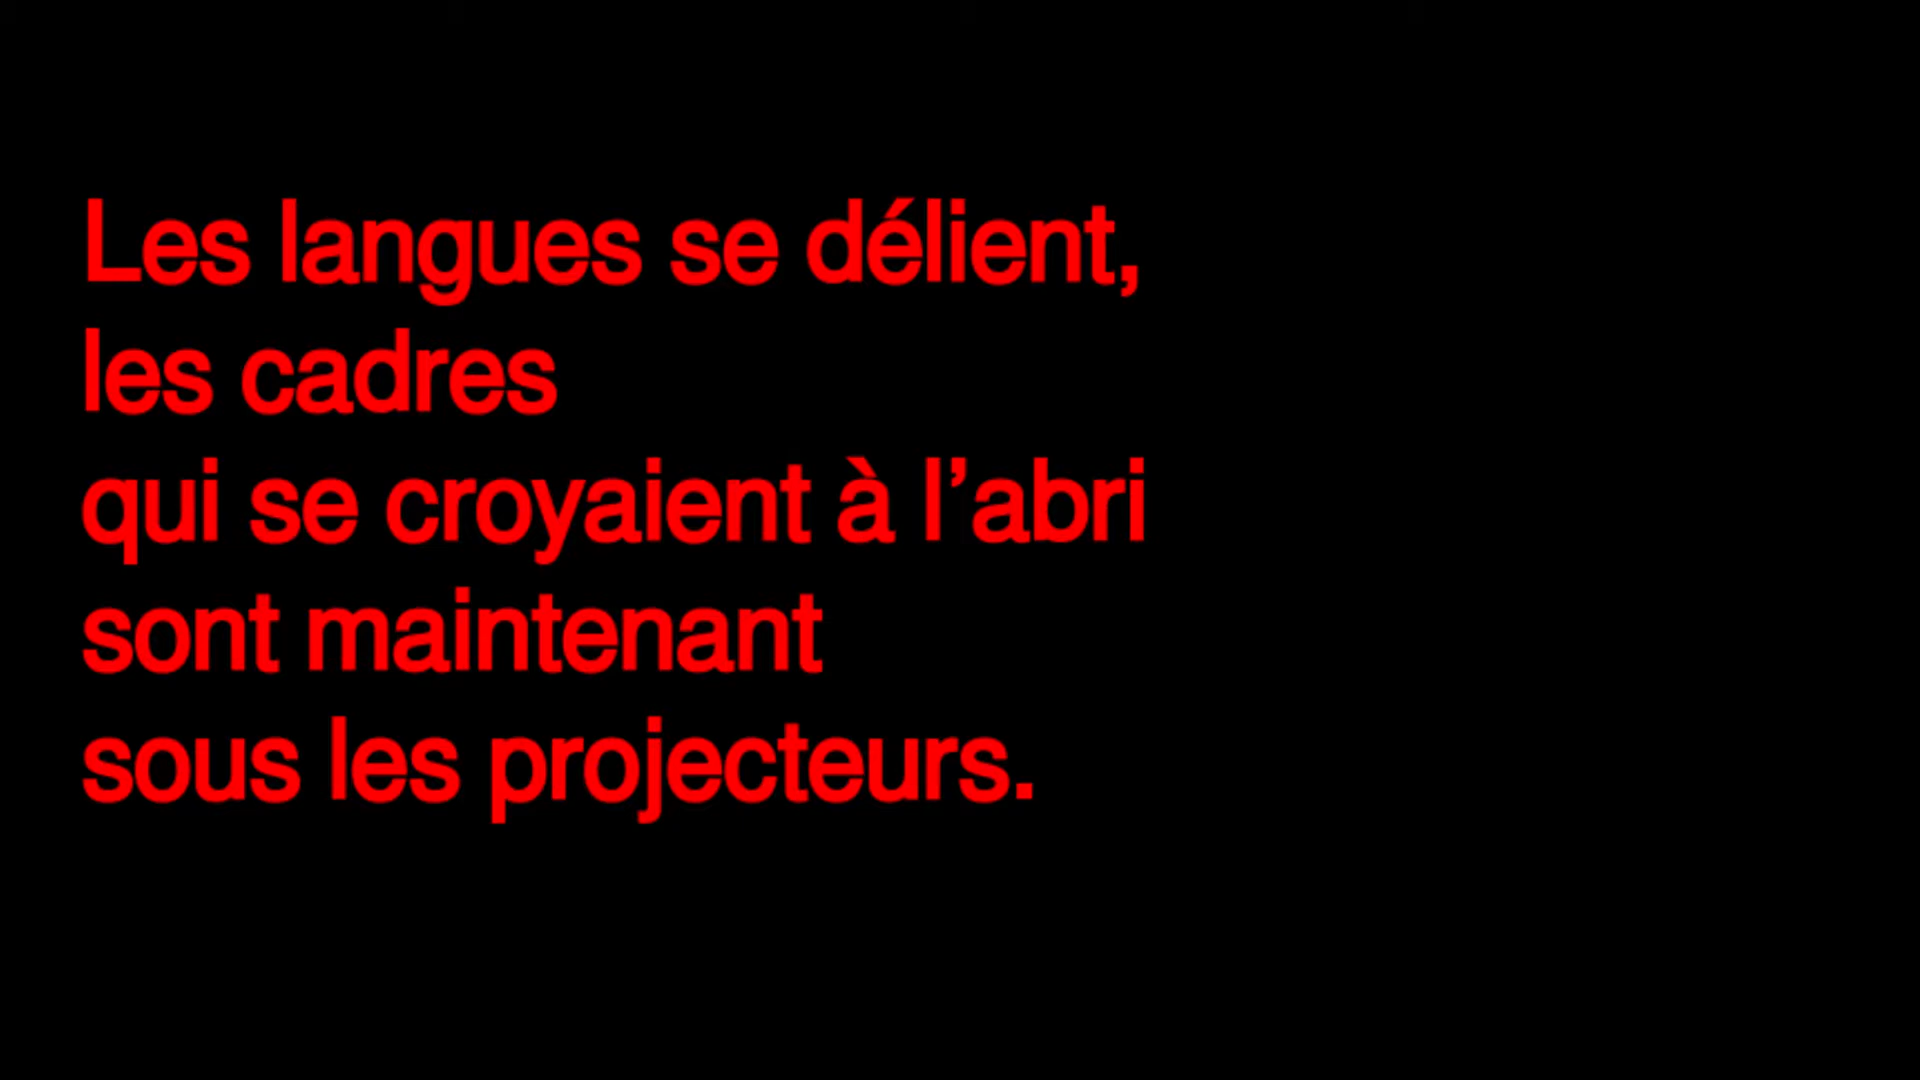 Les langues se délient,
les cadres
qui se croyaient à l’abri
sont maintenant
sous les projecteurs.